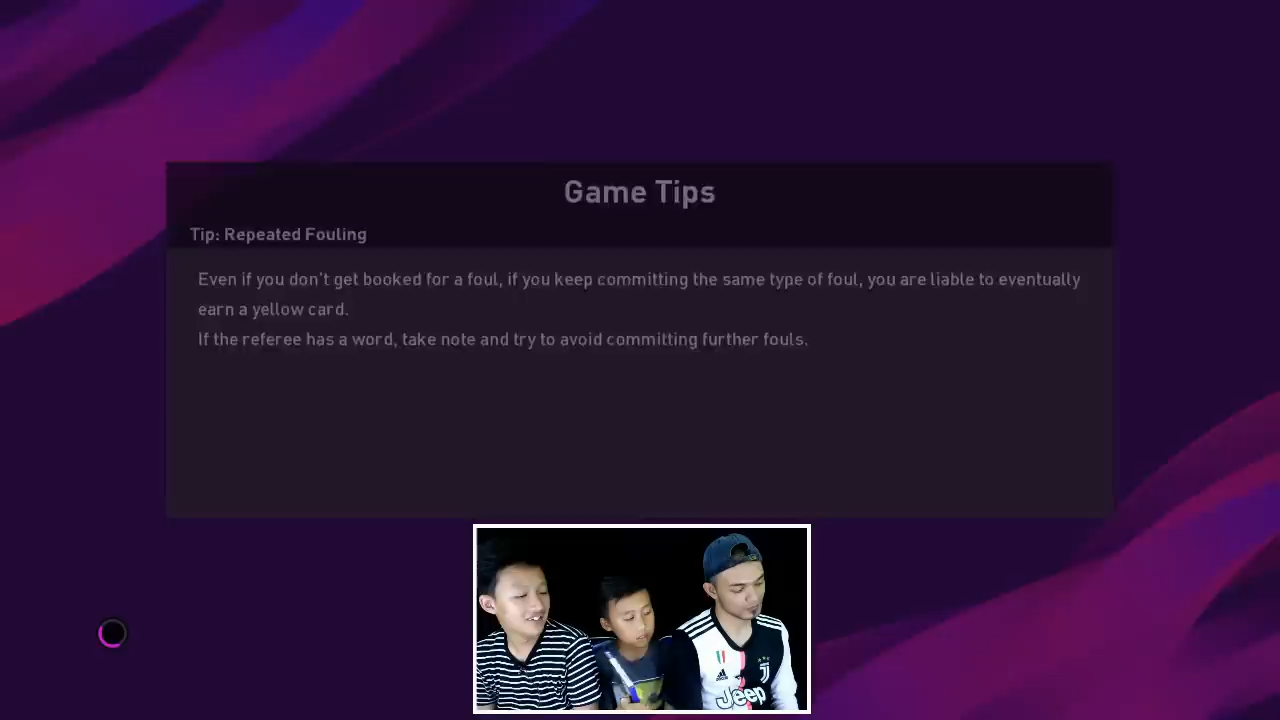 Game Tips
Tip: Repeated Fouling
Even if you don't get booked for a foul, if you keep committing the same type of foul, you are liable to eventually
earn a yellow card.
If the referee has a word, take note and try to avoid committing further fouls.
Jeep